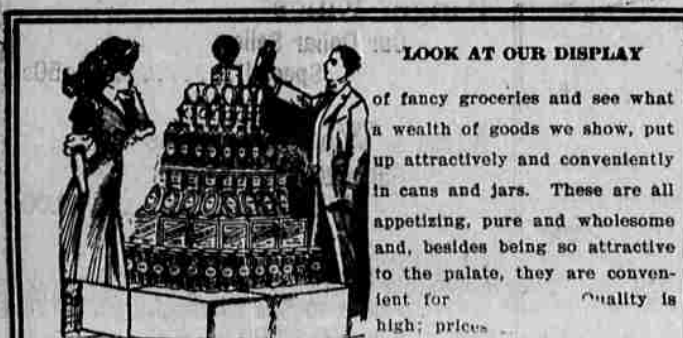 LOOK AT OUR DISPLAY
of fancy groceries and see what
a wealth of goods we show, put
up attractively and conveniently
in cans and jars. These are all
appetizing, pure and wholesome
and, besides being so attractive
to the palate, they are conven-
ient for Quality is
high; prices